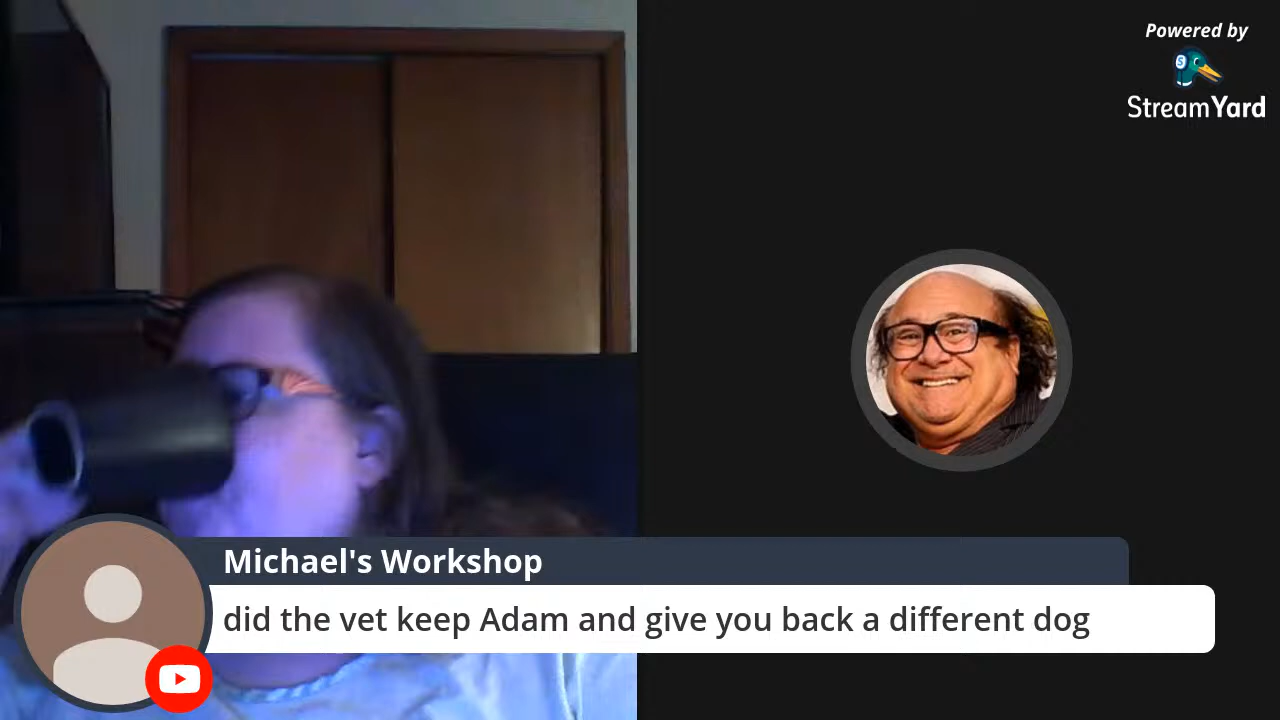 Powered by
StreamYard
Michael's Workshop
did the vet keep Adam and give you back a different dog